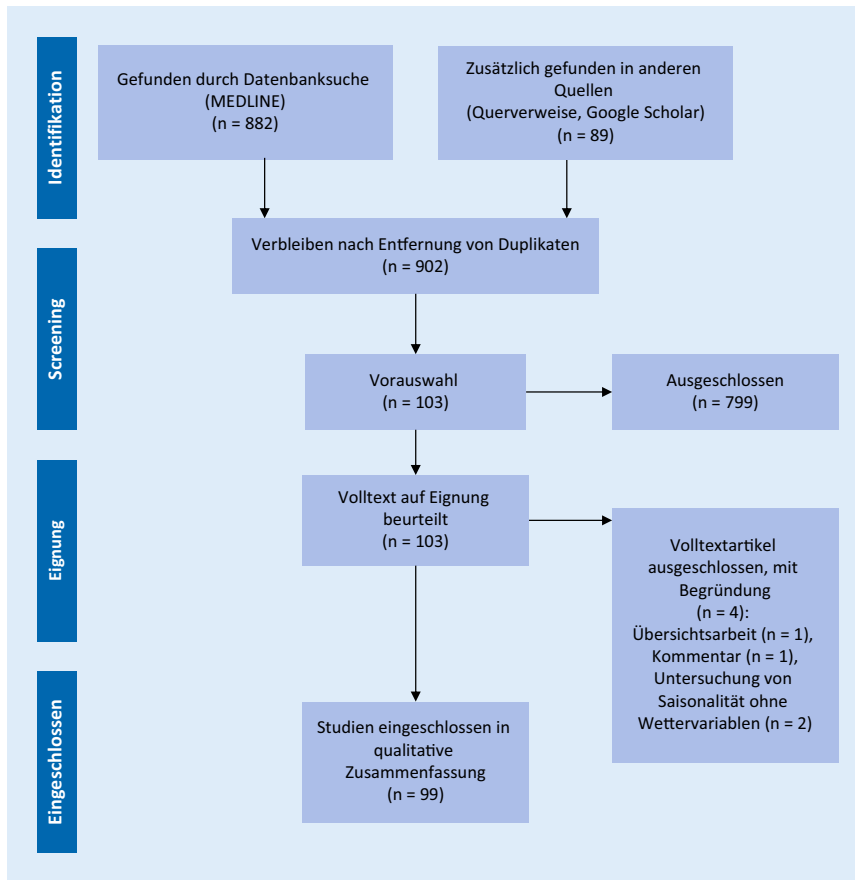 Identifikation
Gefunden durch Datenbanksuche
(MEDLINE)
(n = 882)
Zusätzlich gefunden in anderen
Quellen
(Querverweise, Google Scholar)
(n = 89)
Verbleiben nach Entfernung von Duplikaten
(n = 902)
Screening
Vorauswahl
(n = 103)
Ausgeschlossen
(n = 799)
Eignung
Volltext auf Eignung
beurteilt
(n = 103)
Volltextartikel
ausgeschlossen, mit
Begründung
(n = 4):
Übersichtsarbeit (n = 1),
Kommentar (n = 1),
Untersuchung von
Saisonalität ohne
Wettervariablen (n = 2)
Eingeschlossen
Studien eingeschlossen in
qualitative
Zusammenfassung
(n = 99)